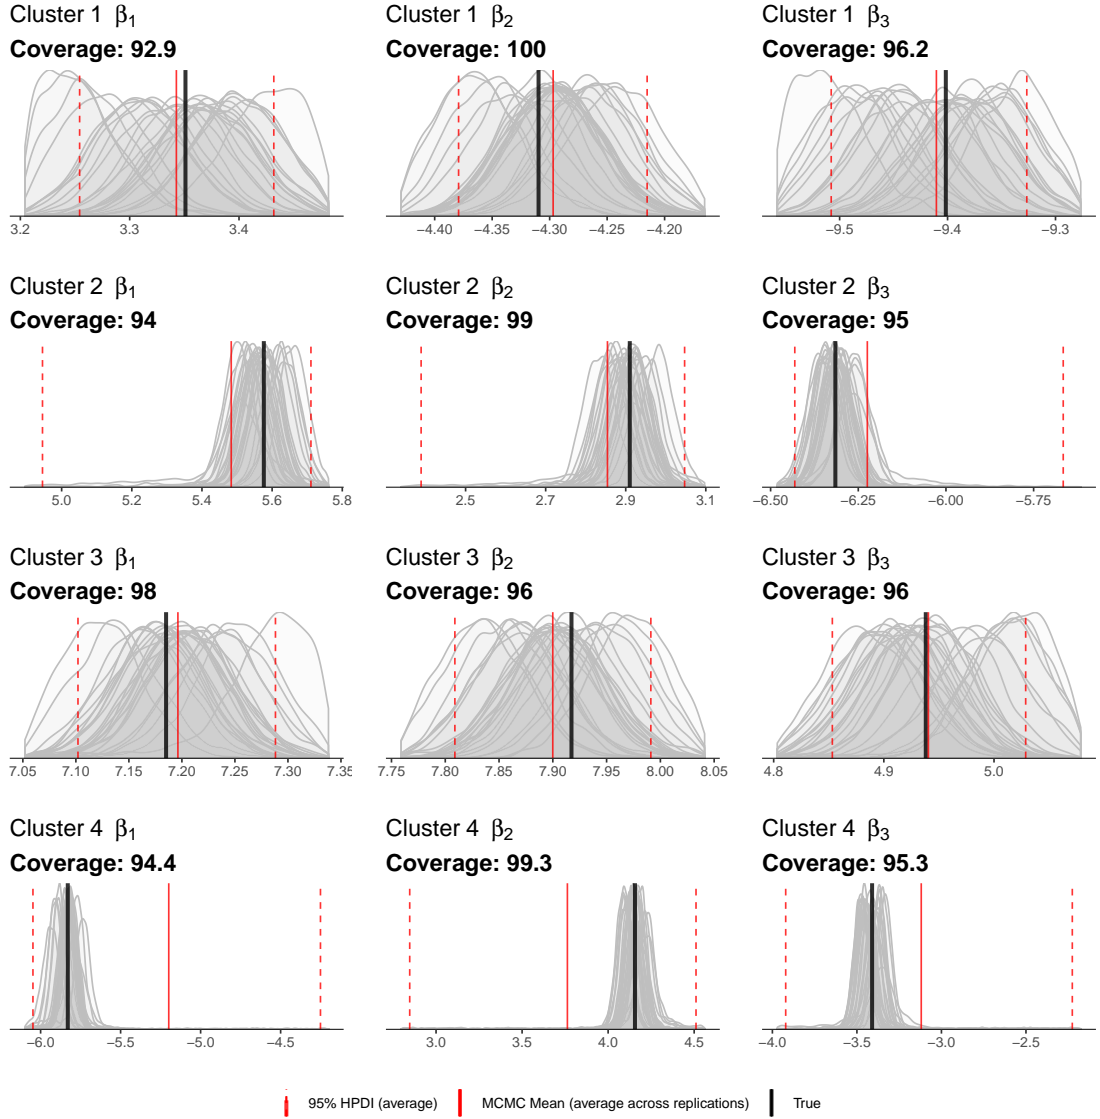 Cluster 1 β1 Cluster 1 β2 Cluster 1 β3
Coverage: 92.9 Coverage: 100 Coverage: 96.2
3.2 3.3 3.4 −4.40 −4.35 −4.30 −4.25 −4.20 −9.5 −9.4 −9.3
Cluster 2 β1 Cluster 2 β2 Cluster 2 β3
Coverage: 94 Coverage: 99 Coverage: 95
5.0 5.2 5.4 5.6 5.8 2.5 2.7 2.9 3.1 −6.50 −6.25 −6.00 −5.75
Cluster 3 β1 Cluster 3 β2 Cluster 3 β3
Coverage: 98 Coverage: 96 Coverage: 96
7.05 7.10 7.15 7.20 7.25 7.30 7.35 7.75 7.80 7.85 7.90 7.95 8.00 8.05 4.8 4.9 5.0
Cluster 4 β1 Cluster 4 β2 Cluster 4 β3
Coverage: 94.4 Coverage: 99.3 Coverage: 95.3
−6.0 −5.5 −5.0 −4.5 3.0 3.5 4.0 4.5 −4.0 −3.5 −3.0 −2.5
95% HPDI (average) MCMC Mean (average across replications) True